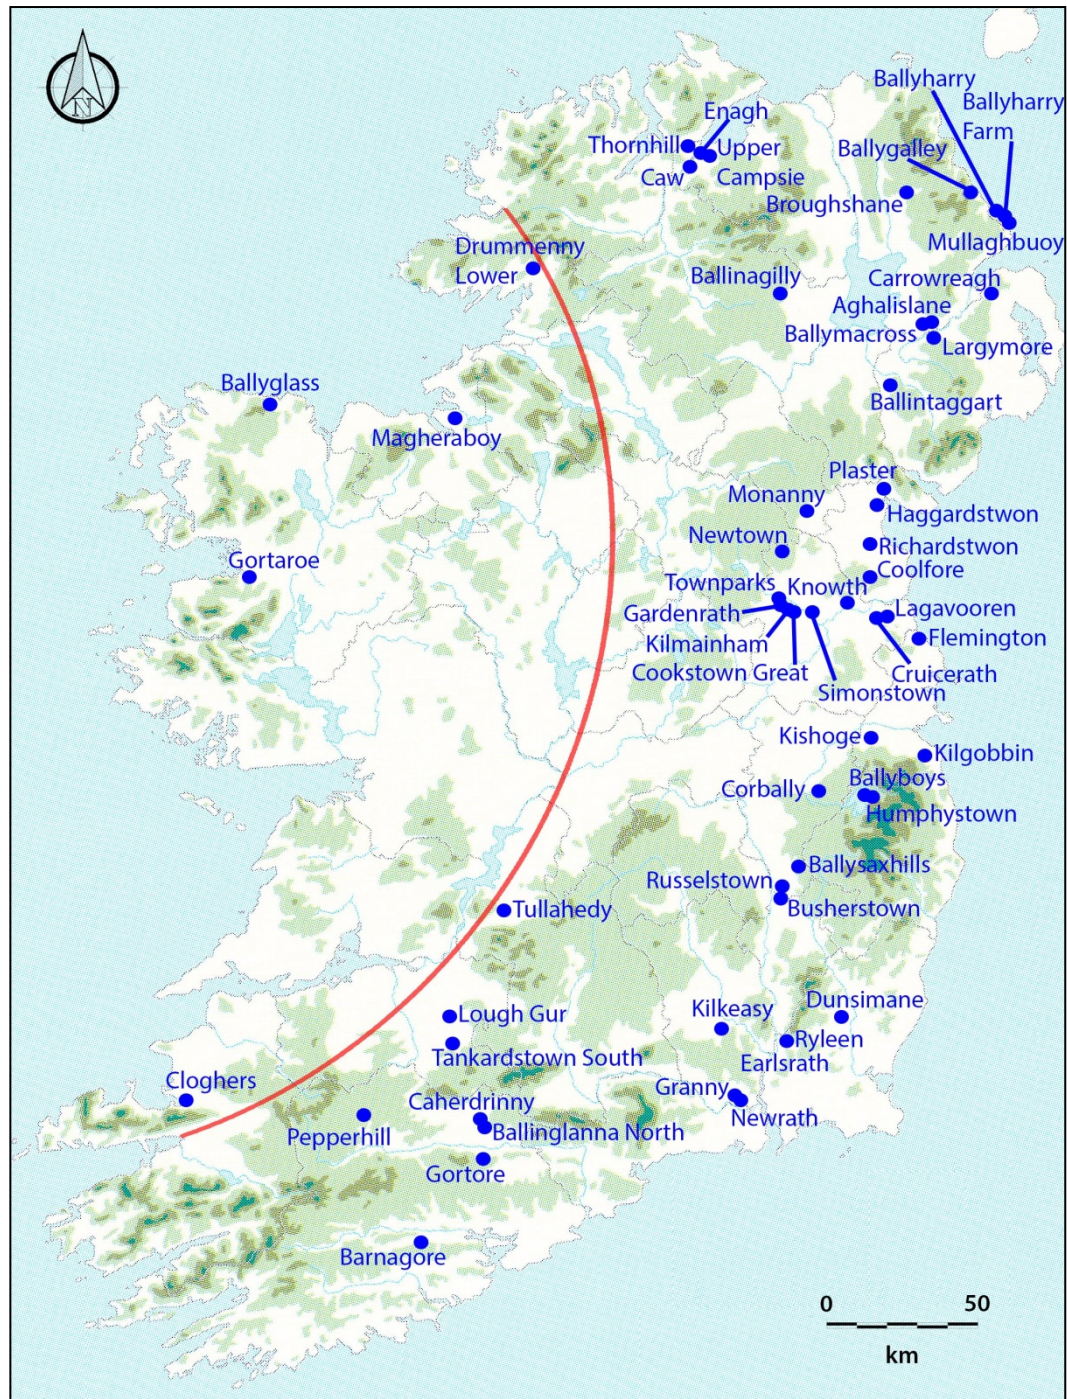 N
Ballyharry
Ballyharry
Farm
Enagh
Thornhill
Upper
Campsie
Caw
Ballygalley
Broughshane
Mullaghbuoy
Drummenny
Lower
Ballinagilly
Carrowreagh
Aghalislane
Ballymacross
Largymore
Ballyglass
Ballintaggart
Magheraboy
Plaster
Monanny
Haggardstwon
Newtown
Richardstwon
Gortaroe
Coolfore
Townparks
Knowth
Gardenrath
Lagavooren
Kilmainham
Flemington
Cookstown Great
Cruicerath
Simonstown
Kishoge
Kilgobbin
Ballyboys
Corbally
Humphystown
Ballysaxhills
Russelstown
Busherstown
Tullahedy
Dunsimane
Kilkeasy
Lough Gur
Ryleen
Tankardstown South
Earlsrath
Cloghers
Granny
Caherdrinny
Newrath
Pepperhill
Ballinglanna North
Gortore
Barnagore
0 50
km